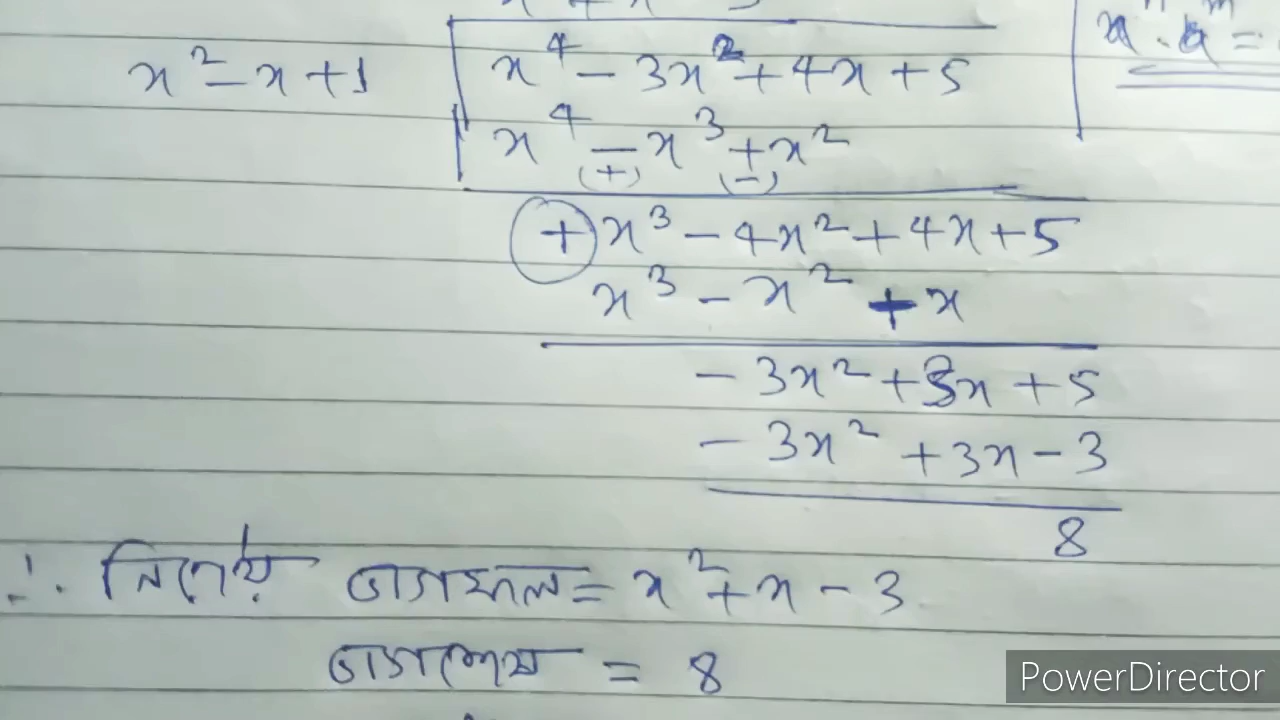 x² - x + 1 x⁴ - 3x² + 4x + 5
x⁴ - x³ + x²
(+) (-)
+ x³ - 4x² + 4x + 5
x³ - x² + x
- 3x² + 3x + 5
- 3x² + 3x - 3
8
∴ নির্ণেয় ভাগফল = x² + x - 3
ভাগশেষ = 8
PowerDirector